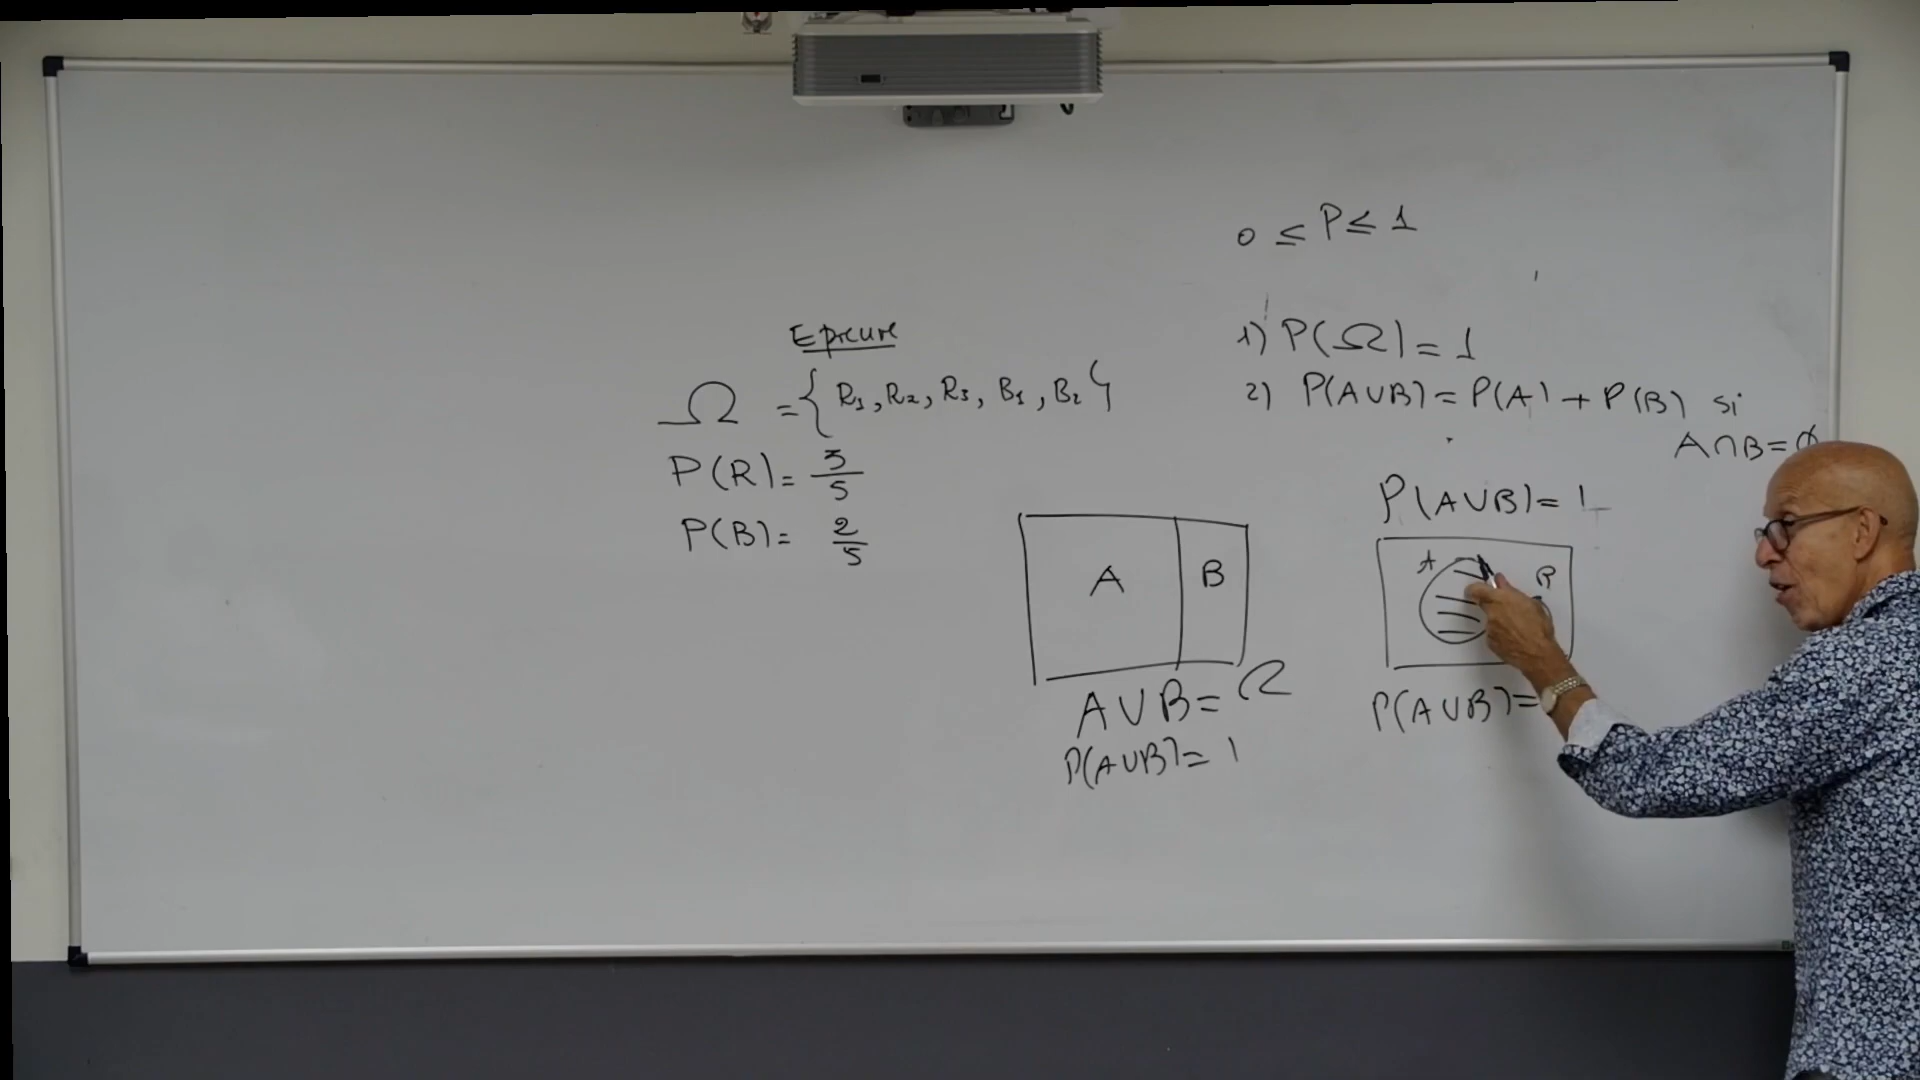 0 ≤ P ≤ 1
Epicure
Ω = { R1, R2, R3, B1, B2 }
P(R) = 3/5
P(B) = 2/5
1) P(Ω) = 1
2) P(A∪B) = P(A) + P(B) si
A∩B = ∅
A B
A∪B = Ω
P(A∪B) = 1
P(A∪B) = 1
A B
P(A∪B) =